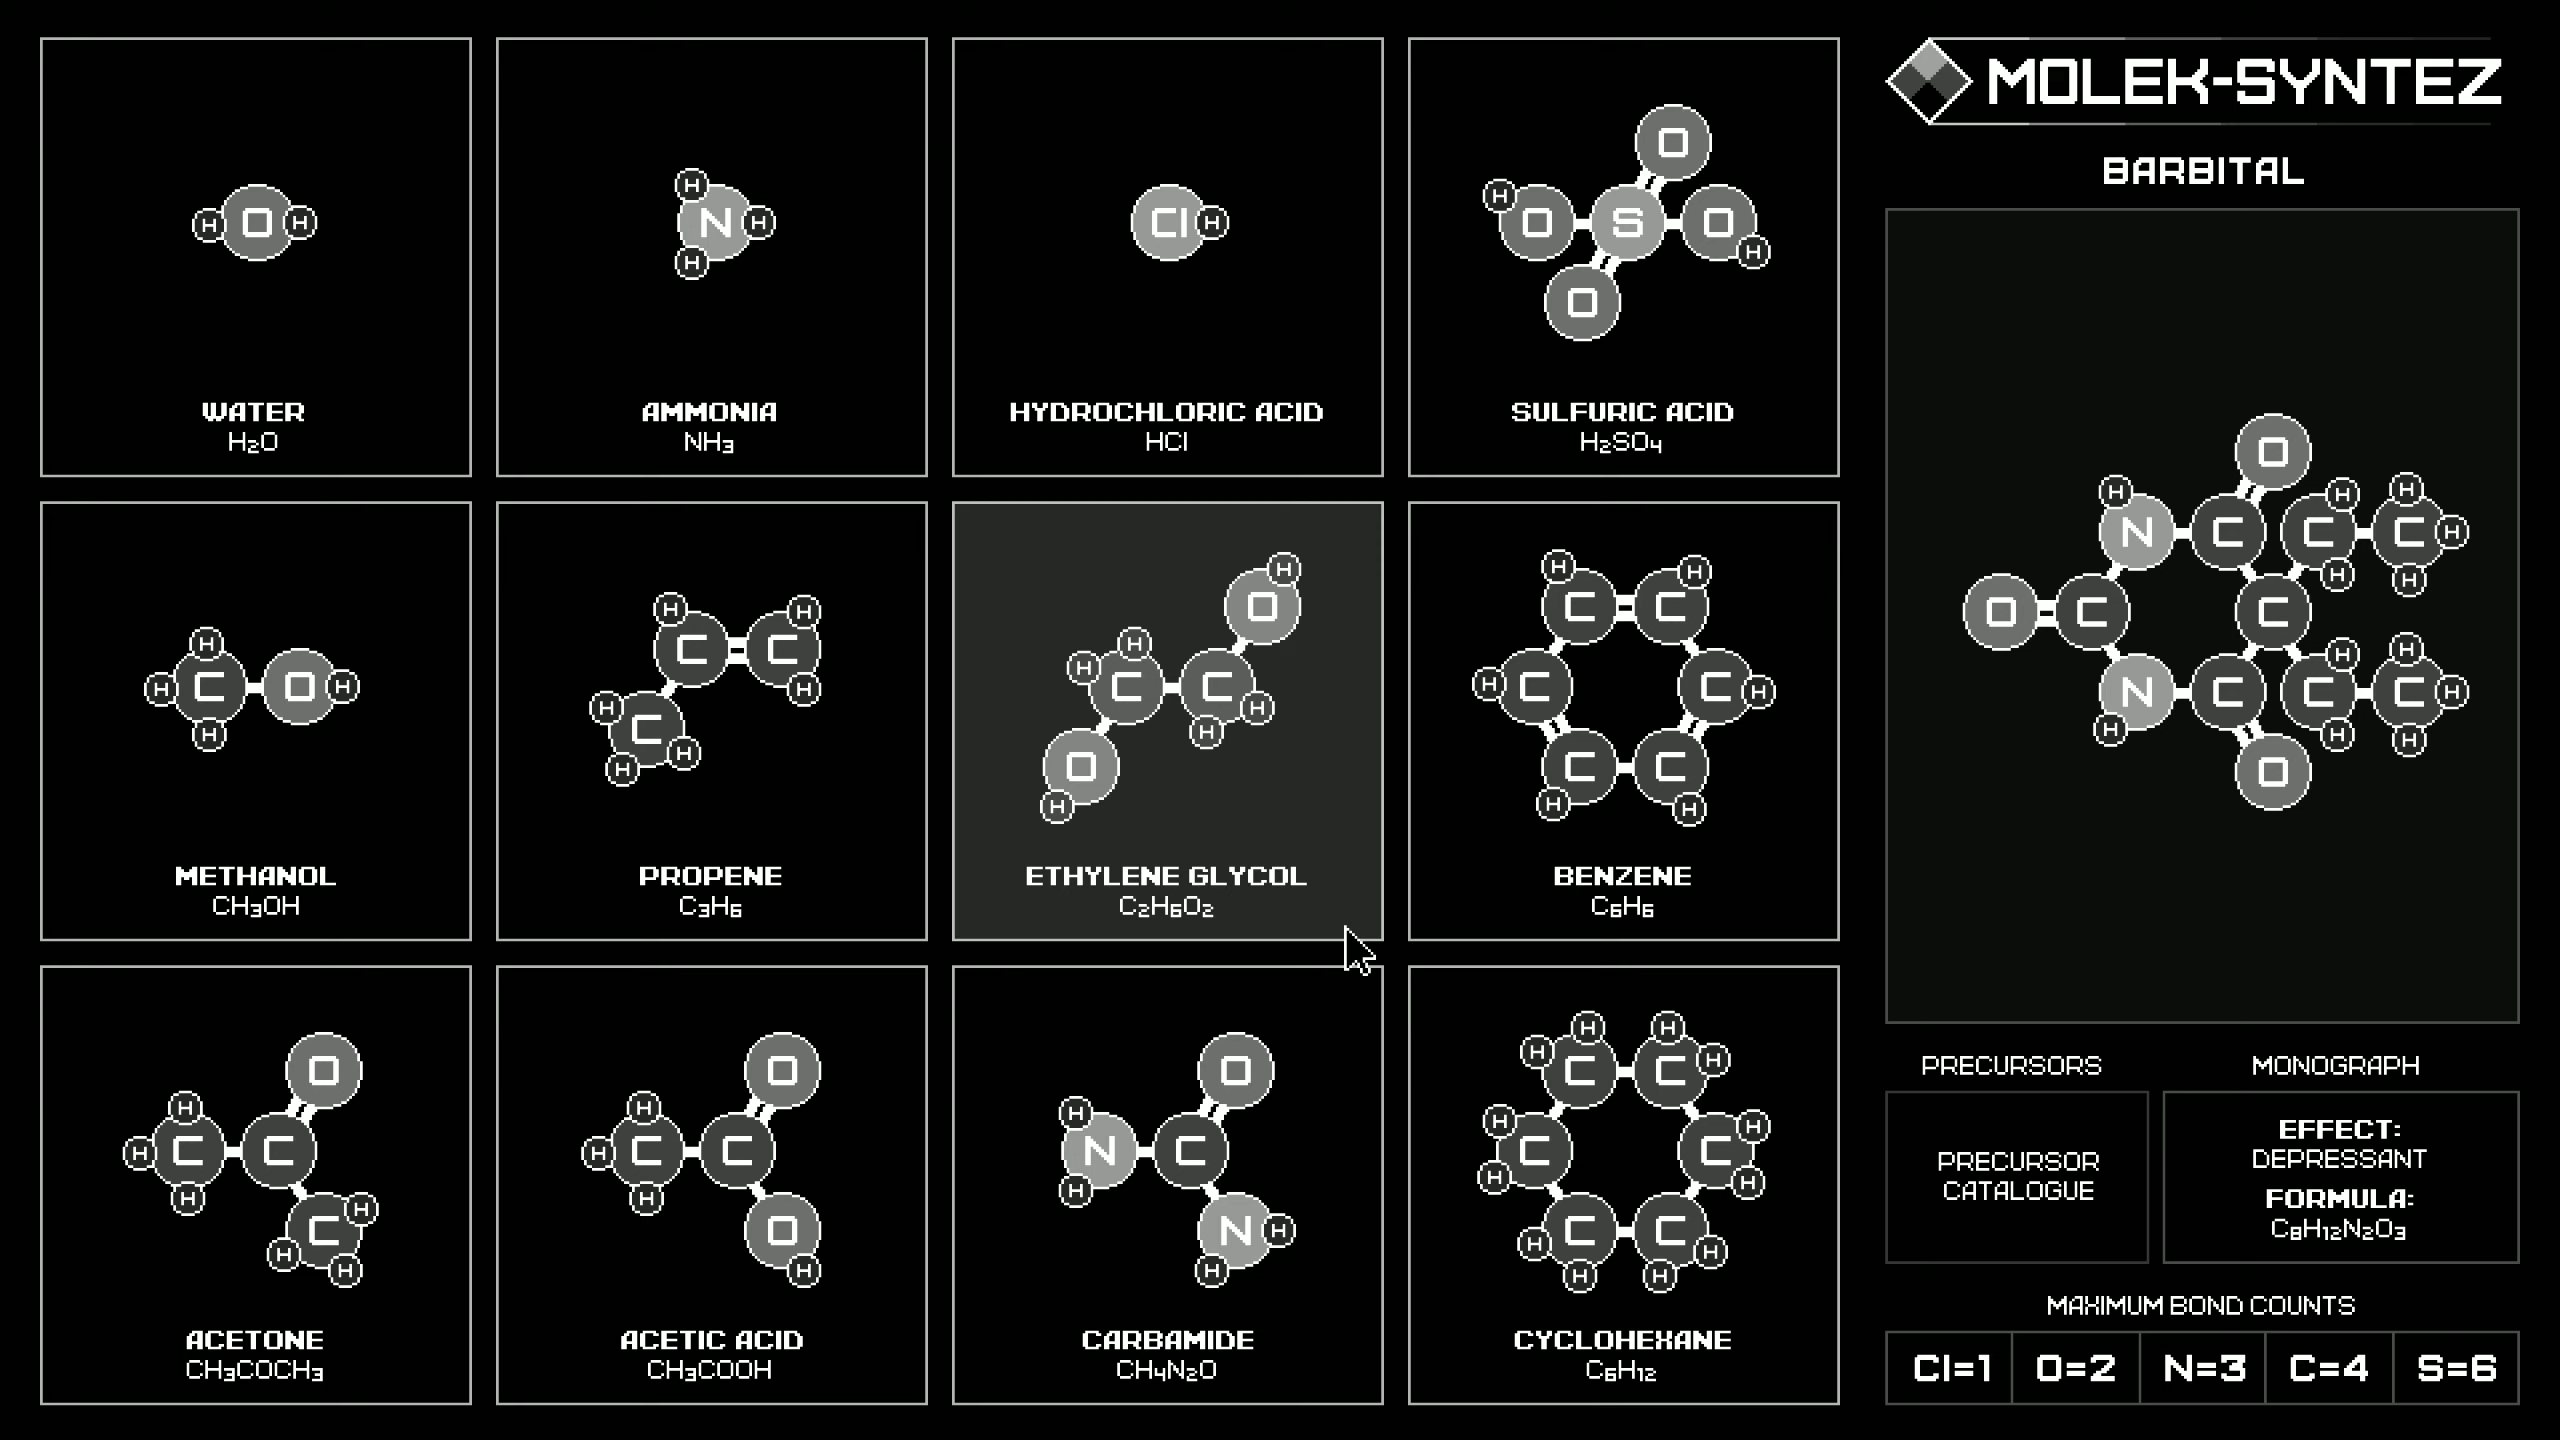 H O H
WATER
H₂O
H N H H
AMMONIA
NH₃
Cl H
HYDROCHLORIC ACID
HCl
O
H O S O H
O
SULFURIC ACID
H₂SO₄
H
H C O H
H
METHANOL
CH₃OH
H H
C C
H C H H
H
PROPENE
C₃H₆
H O
H H
C C H
H
O
H
ETHYLENE GLYCOL
C₂H₆O₂
H H
C C
H C C H
C C
H H
BENZENE
C₆H₆
O
H
H C C
H C H
H H
ACETONE
CH₃COCH₃
O
H
H C C
H O
H
ACETIC ACID
CH₃COOH
O
H
N C
H N H
H
CARBAMIDE
CH₄N₂O
H H
H C C H
H C C H
H H
H C C H
H H
CYCLOHEXANE
C₆H₁₂
MOLEK-SYNTEZ
BARBITAL
O
H H H
N C C C H
H H
O C C
H H
N C C C H
H H H
O
PRECURSORS
PRECURSOR
CATALOGUE
MONOGRAPH
EFFECT:
DEPRESSANT
FORMULA:
C₈H₁₂N₂O₃
MAXIMUM BOND COUNTS
Cl=1 O=2 N=3 C=4 S=6